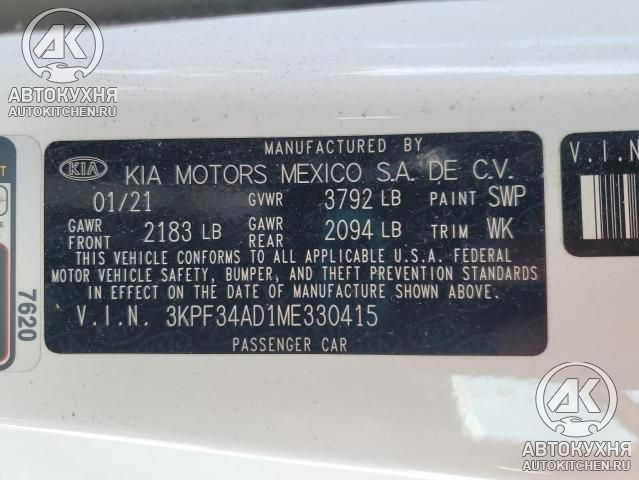 AK
АВТОКУХНЯ
AUTOKITCHEN.RU
MANUFACTURED BY
KIA KIA MOTORS MEXICO, S.A. DE C.V.
01/21 GVWR 3792 LB PAINT SWP
GAWR FRONT 2183 LB GAWR REAR 2094 LB TRIM WK
THIS VEHICLE CONFORMS TO ALL APPLICABLE U.S.A. FEDERAL
MOTOR VEHICLE SAFETY, BUMPER, AND THEFT PREVENTION STANDARDS
IN EFFECT ON THE DATE OF MANUFACTURE SHOWN ABOVE.
V.I.N. 3KPF34AD1ME330415
PASSENGER CAR
7620
V.I.N
AK
АВТОКУХНЯ
AUTOKITCHEN.RU